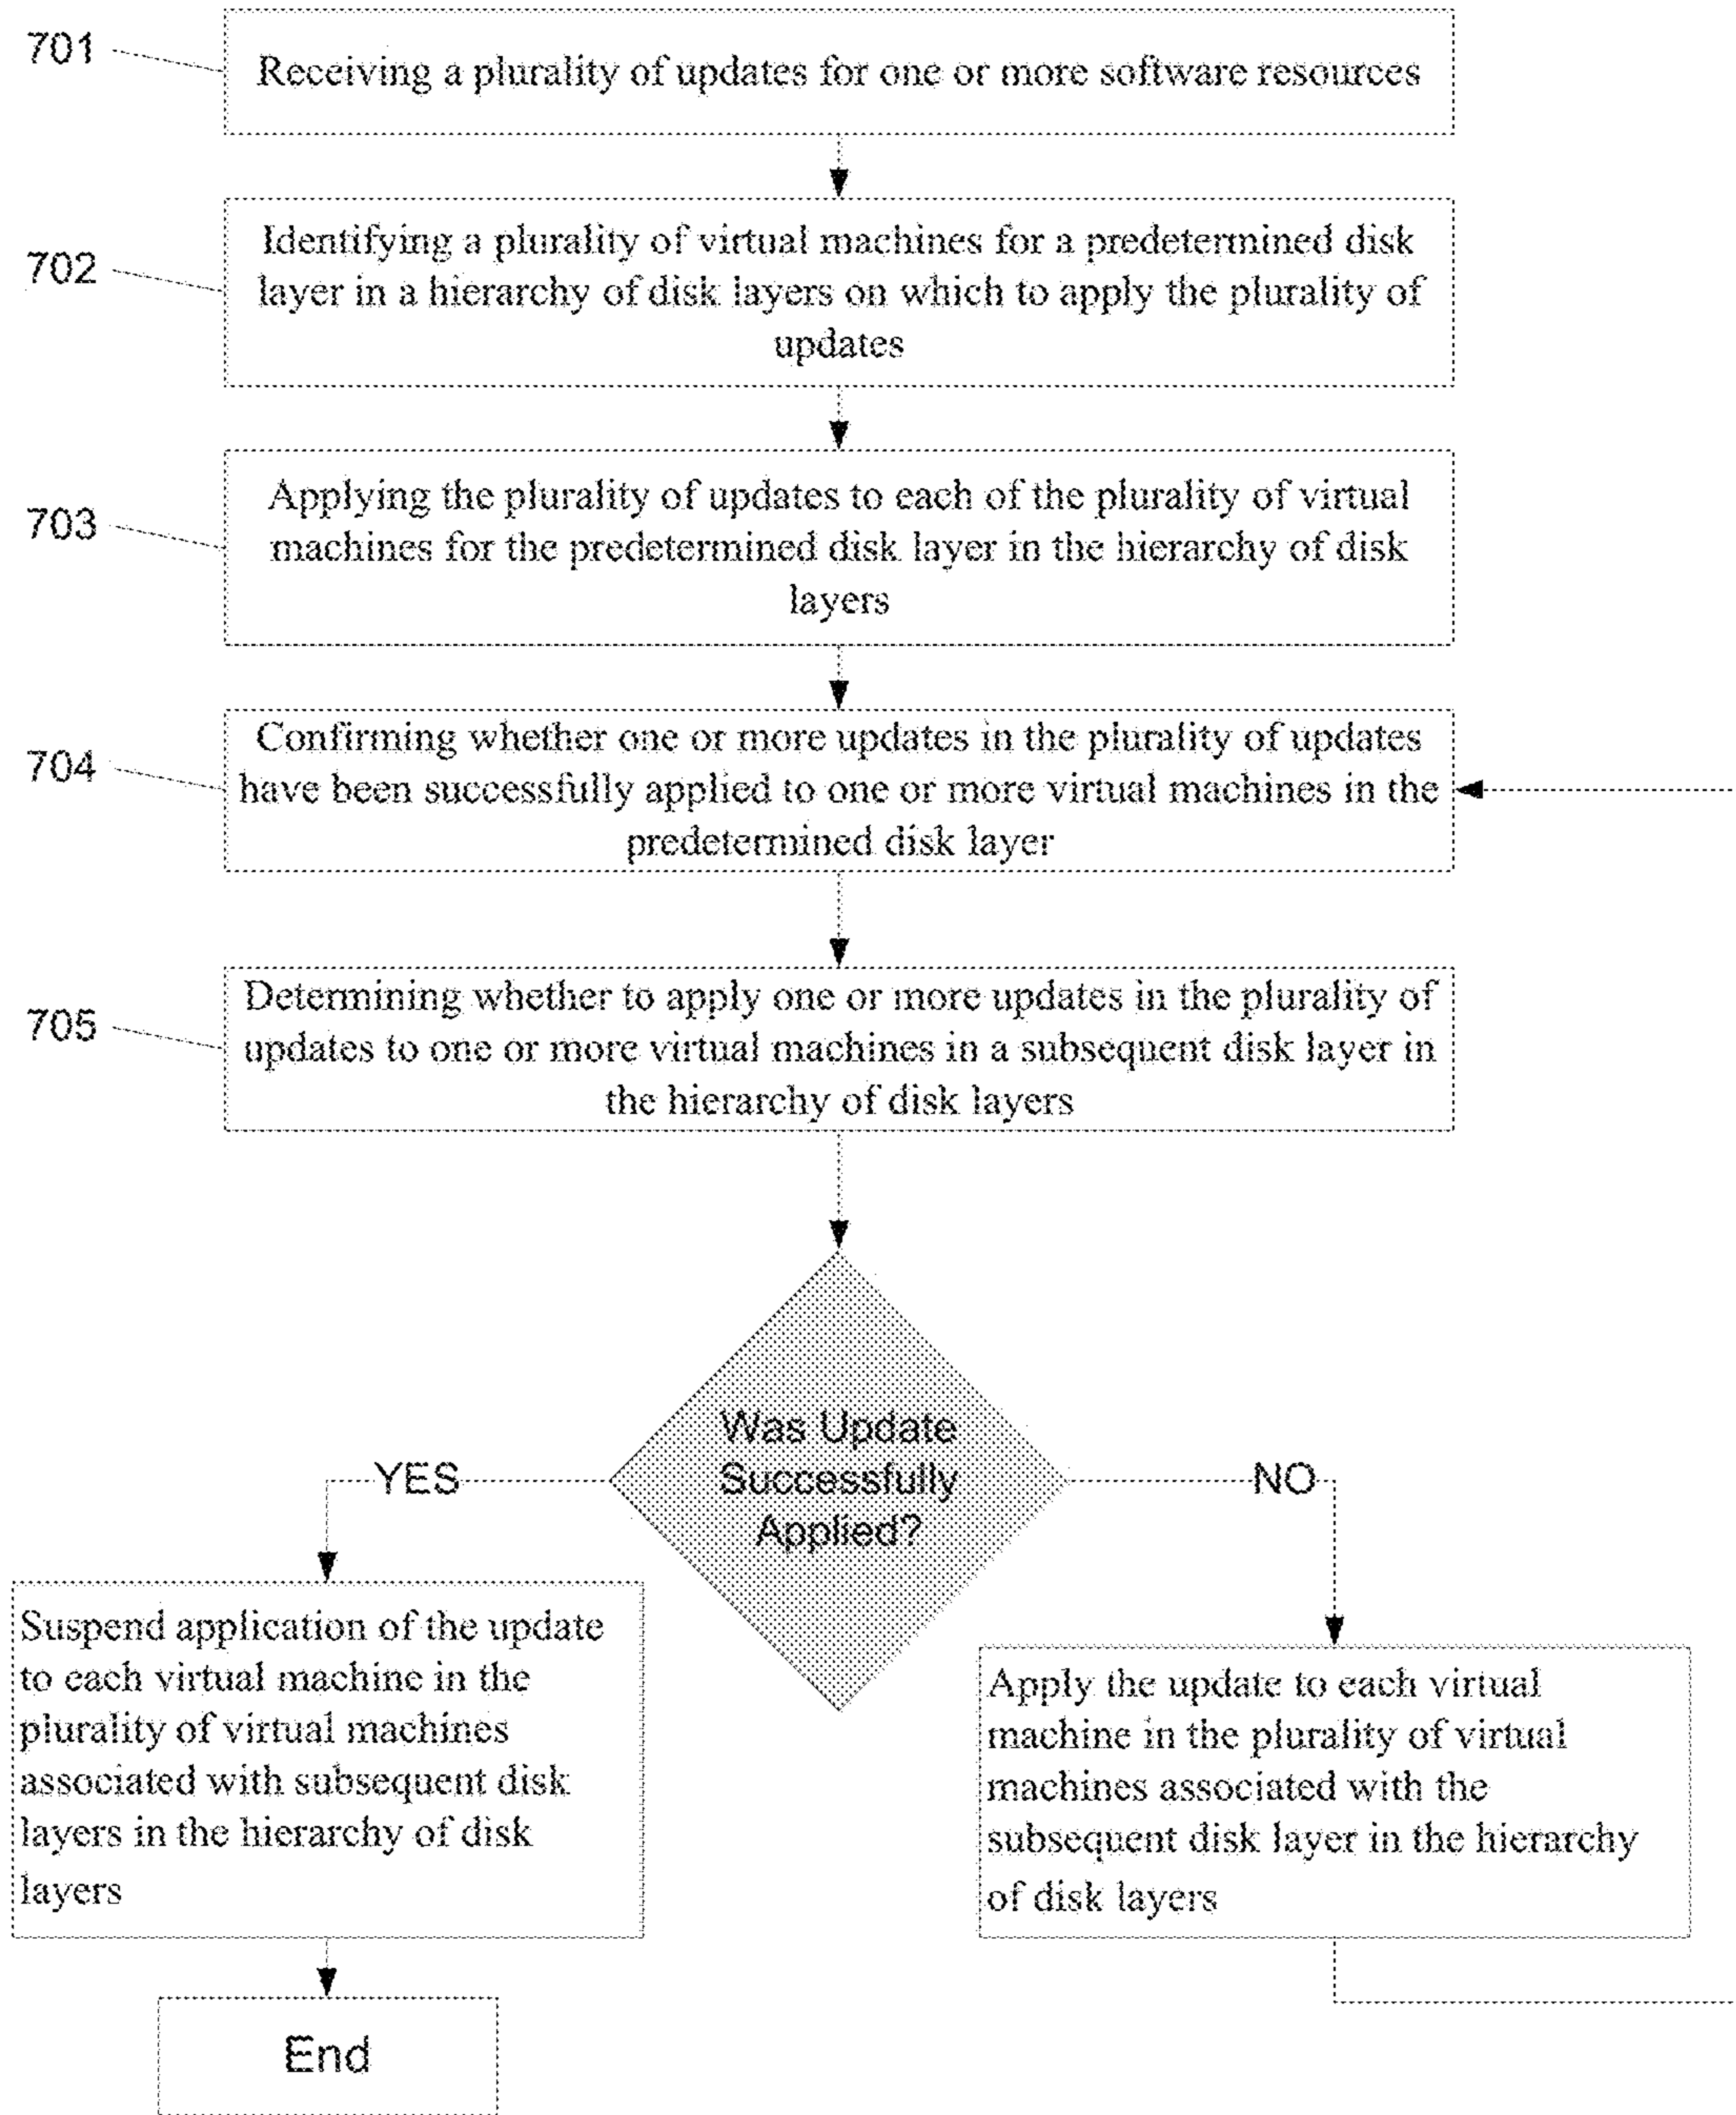 701
Receiving a plurality of updates for one or more software resources
702
Identifying a plurality of virtual machines for a predetermined disk
layer in a hierarchy of disk layers on which to apply the plurality of
updates
703
Applying the plurality of updates to each of the plurality of virtual
machines for the predetermined disk layer in the hierarchy of disk
layers
704
Confirming whether one or more updates in the plurality of updates
have been successfully applied to one or more virtual machines in the
predetermined disk layer
705
Determining whether to apply one or more updates in the plurality of
updates to one or more virtual machines in a subsequent disk layer in
the hierarchy of disk layers
Was Update
Successfully
Applied?
YES
NO
Suspend application of the update
to each virtual machine in the
plurality of virtual machines
associated with subsequent disk
layers in the hierarchy of disk
layers
Apply the update to each virtual
machine in the plurality of virtual
machines associated with the
subsequent disk layer in the hierarchy
of disk layers
End